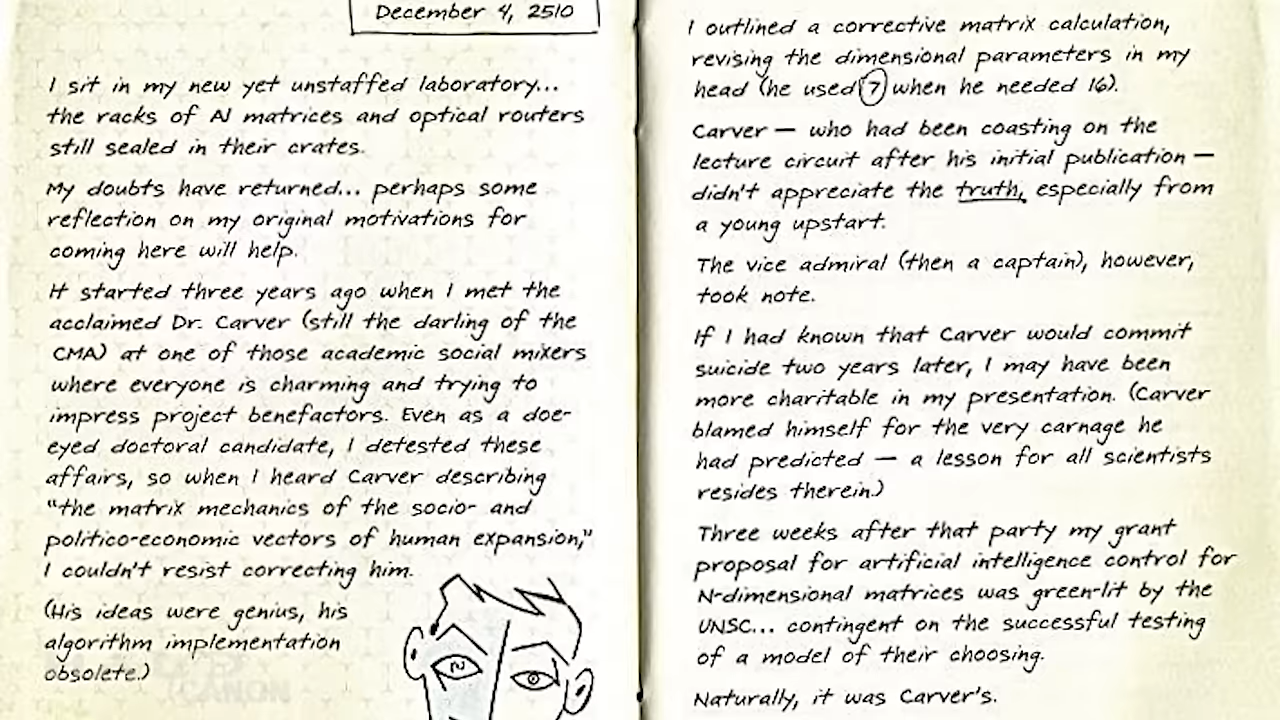 December 4, 2510
I sit in my new yet unstaffed laboratory...
the racks of AI matrices and optical routers
still sealed in their crates.
My doubts have returned... perhaps some
reflection on my original motivations for
coming here will help.
It started three years ago when I met the
acclaimed Dr. Carver (still the darling of the
CMA) at one of those academic social mixers
where everyone is charming and trying to
impress project benefactors. Even as a doe-
eyed doctoral candidate, I detested these
affairs, so when I heard Carver describing
"the matrix mechanics of the socio- and
politico-economic vectors of human expansion,"
I couldn't resist correcting him.
(His ideas were genius, his
algorithm implementation
obsolete.)
I outlined a corrective matrix calculation,
revising the dimensional parameters in my
head (he used 7 when he needed 16).
Carver — who had been coasting on the
lecture circuit after his initial publication —
didn't appreciate the truth, especially from
a young upstart.
The vice admiral (then a captain), however,
took note.
If I had known that Carver would commit
suicide two years later, I may have been
more charitable in my presentation. (Carver
blamed himself for the very carnage he
had predicted — a lesson for all scientists
resides therein.)
Three weeks after that party my grant
proposal for artificial intelligence control for
N-dimensional matrices was green-lit by the
UNSC... contingent on the successful testing
of a model of their choosing.
Naturally, it was Carver's.